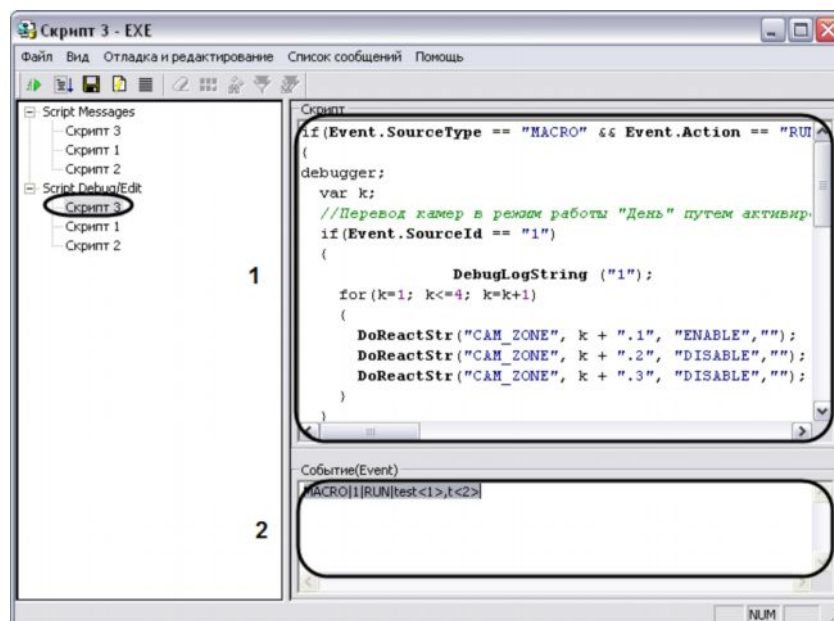 Скрипт 3 - EXE
Файл Вид Отладка и редактирование Список сообщений Помощь
Script Messages
Скрипт 3
Скрипт 1
Скрипт 2
Script Debug/Edit
Скрипт 3
Скрипт 1
Скрипт 2
1
2
Скрипт
if(Event.SourceType == "MACRO" && Event.Action == "RUN
{
debugger;
var k;
//Перевод камер в режим работы "День" путем активир
if(Event.SourceId == "1")
{
DebugLogString ("1");
for(k=1; k<=4; k=k+1)
{
DoReactStr("CAM_ZONE", k + ".1", "ENABLE","");
DoReactStr("CAM_ZONE", k + ".2", "DISABLE","");
DoReactStr("CAM_ZONE", k + ".3", "DISABLE","");
}
}
Событие(Event)
MACRO|1|RUN|test<1>,t<2>
NUM